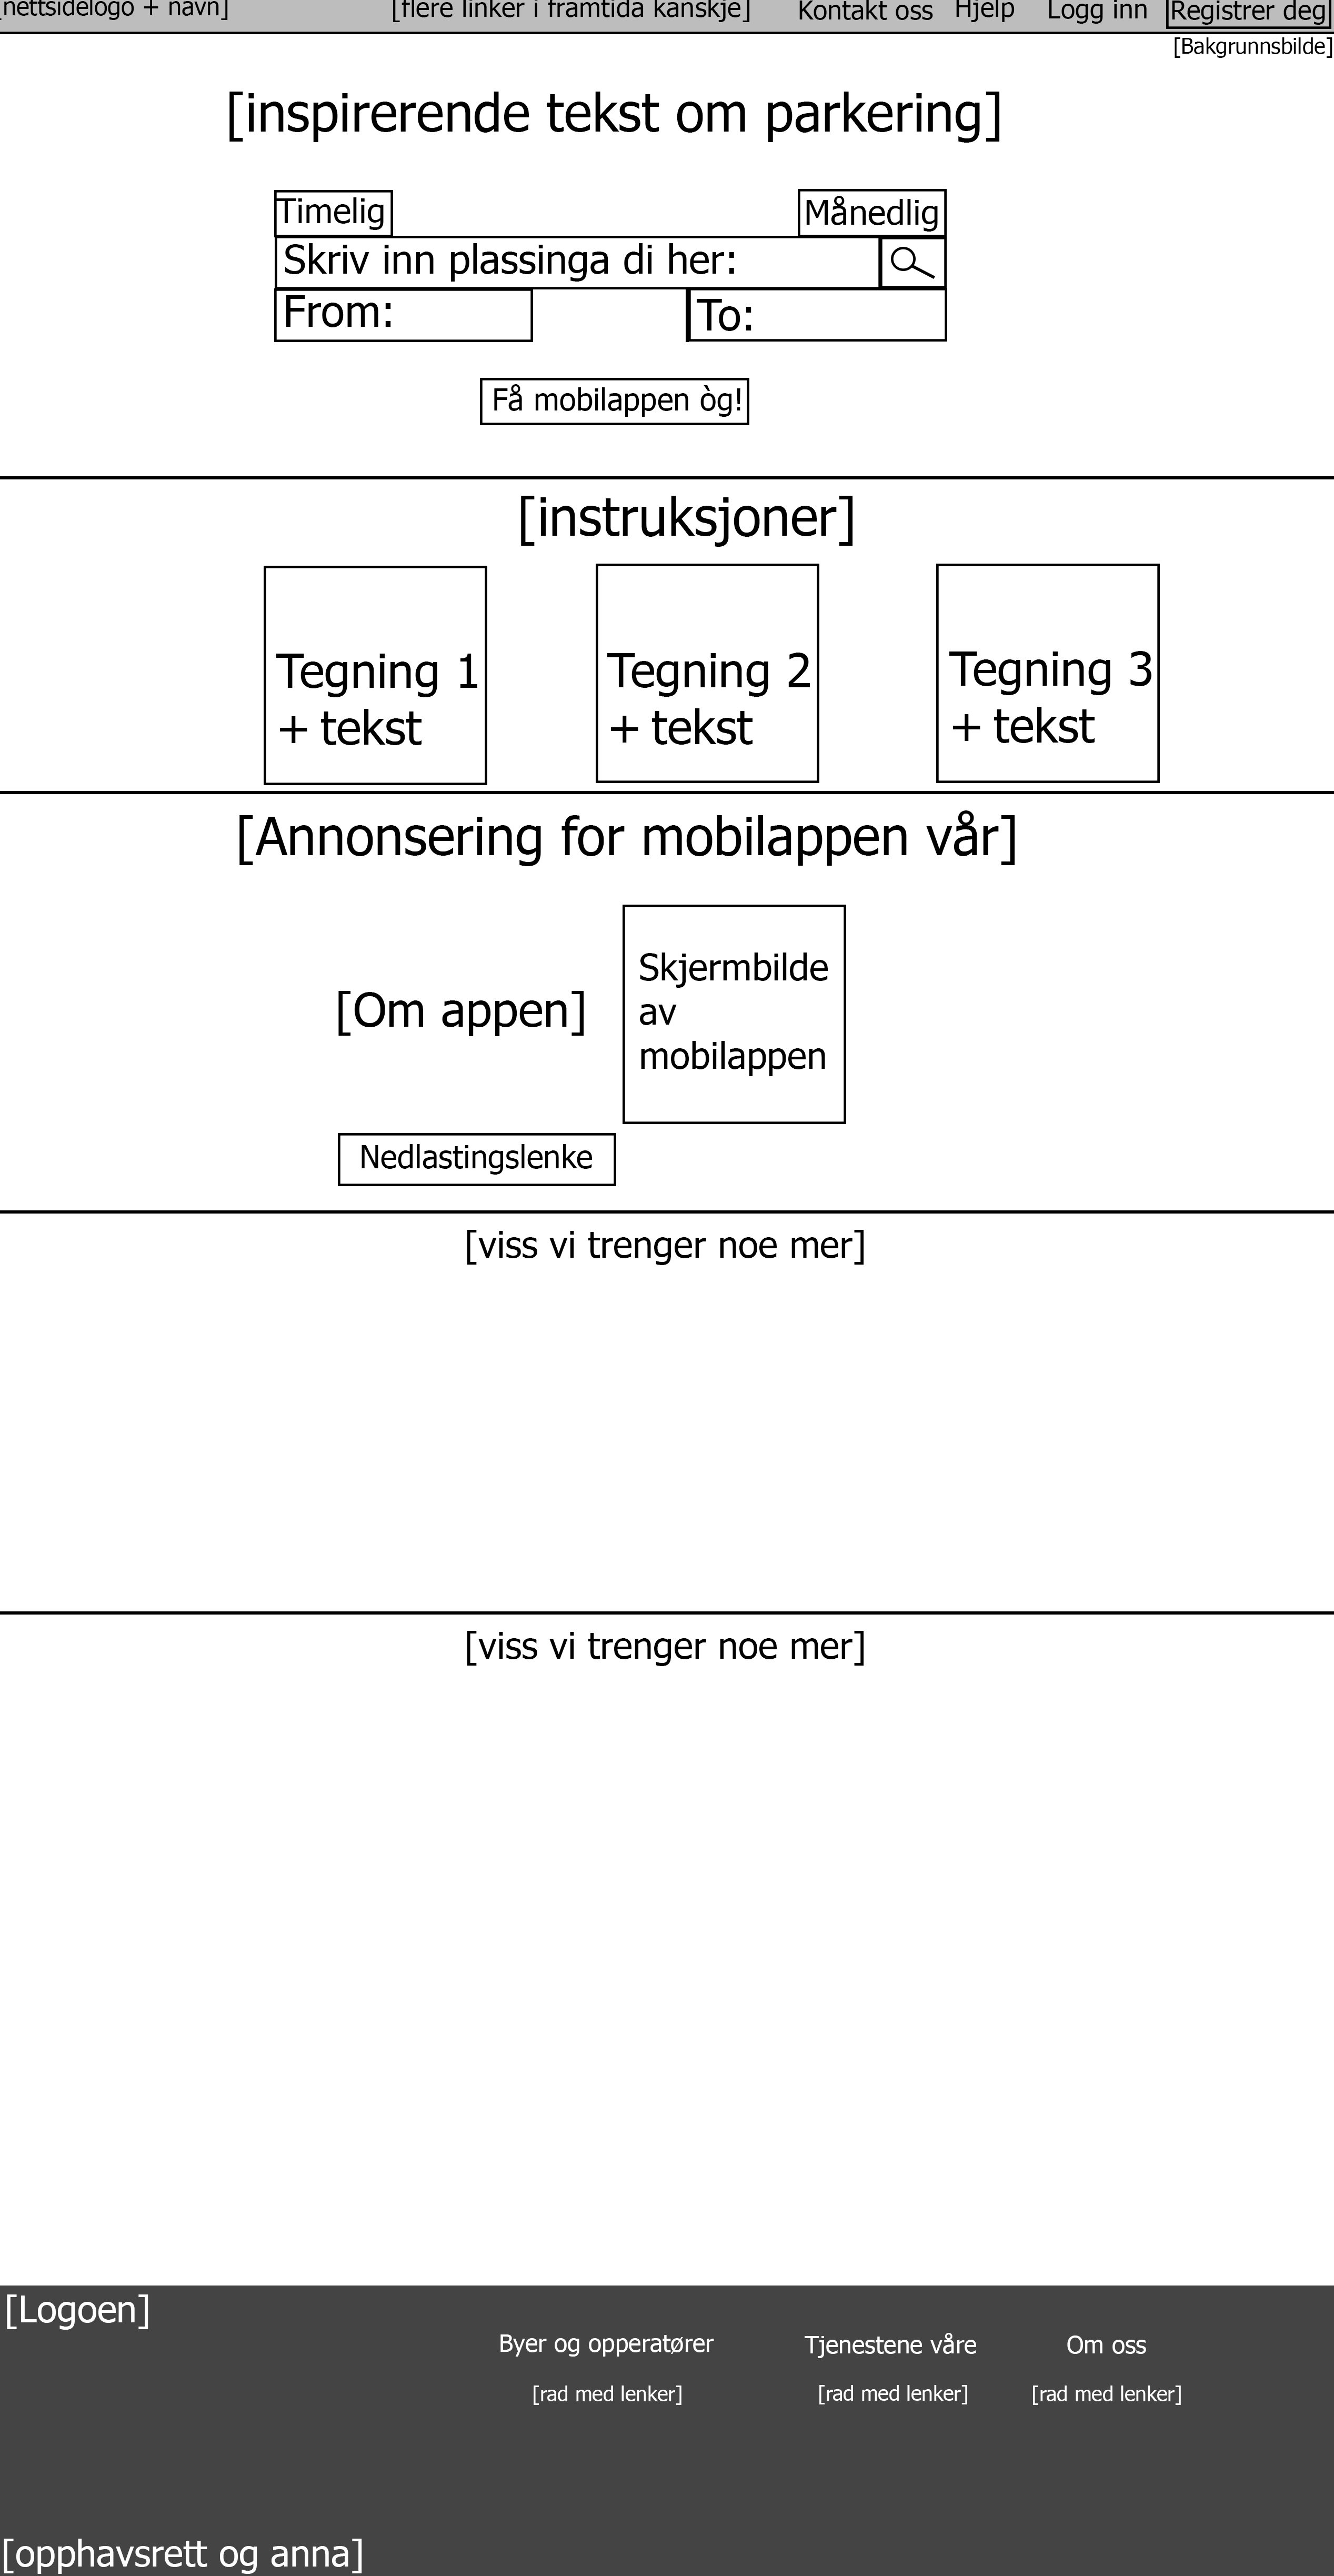 [nettsidelogo + navn] [flere linker i framtida kanskje] Kontakt oss Hjelp Logg inn Registrer deg
[Bakgrunnsbilde]
[inspirerende tekst om parkering]
Timelig Månedlig
Skriv inn plassinga di her:
From: To:
Få mobilappen òg!
[instruksjoner]
Tegning 1 Tegning 2 Tegning 3
+ tekst + tekst + tekst
[Annonsering for mobilappen vår]
Skjermbilde
[Om appen] av
mobilappen
Nedlastingslenke
[viss vi trenger noe mer]
[viss vi trenger noe mer]
[Logoen]
Byer og opperatører Tjenestene våre Om oss
[rad med lenker] [rad med lenker] [rad med lenker]
[opphavsrett og anna]